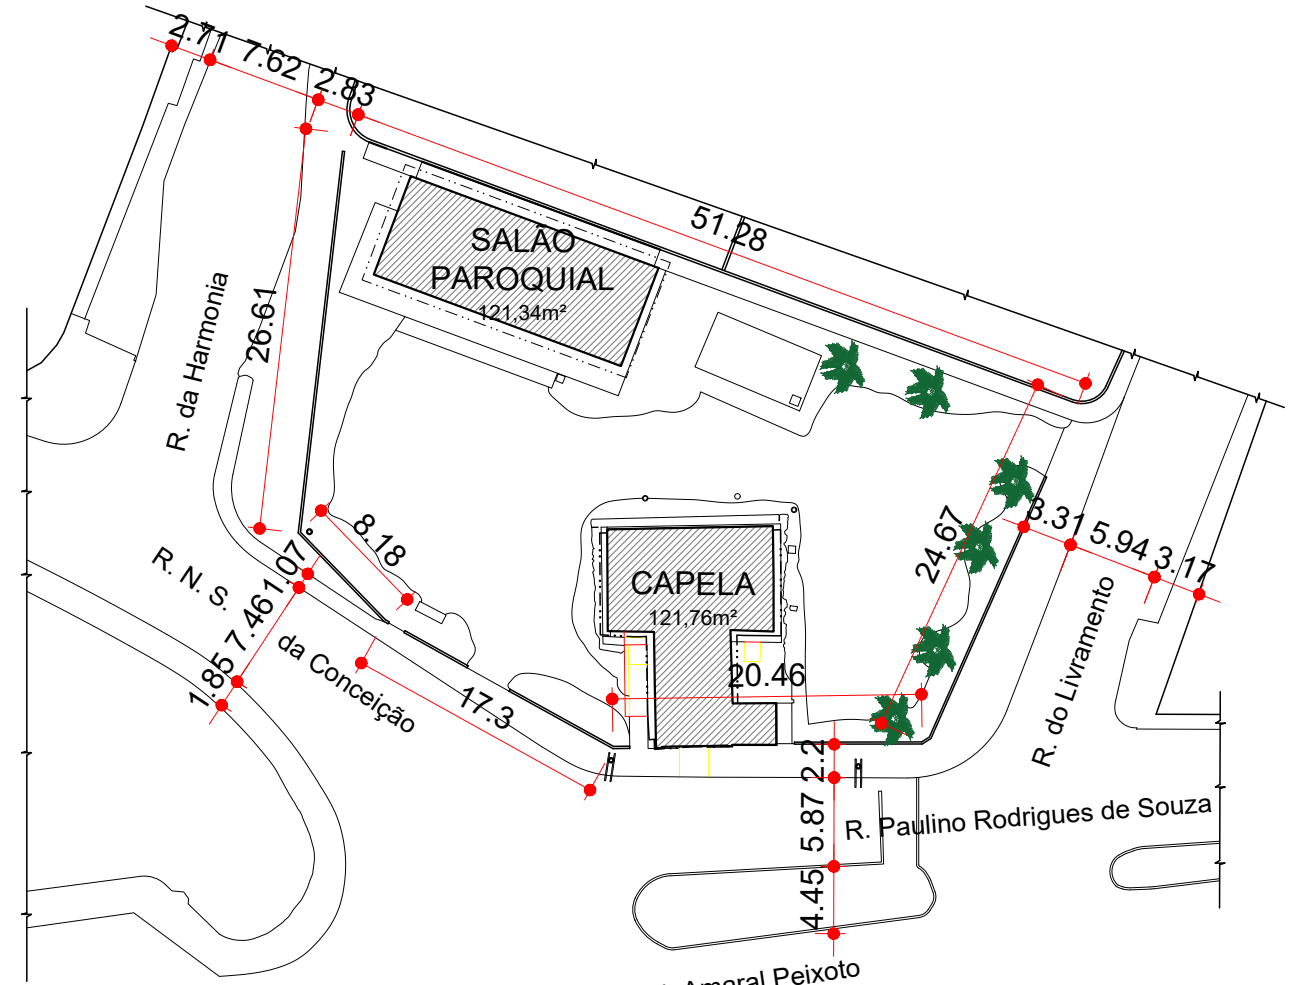 2.71
7.62
2.83
51.28
SALÃO
PAROQUIAL
121,34m²
R. da Harmonia
26.61
8.18
24.67
3.31
5.94
3.17
R. N. S.
da Conceição
1.07
7.46
1.85
17.3
CAPELA
121,76m²
20.46
R. do Livramento
2.2
5.87
4.45
R. Paulino Rodrigues de Souza
Amaral Peixoto